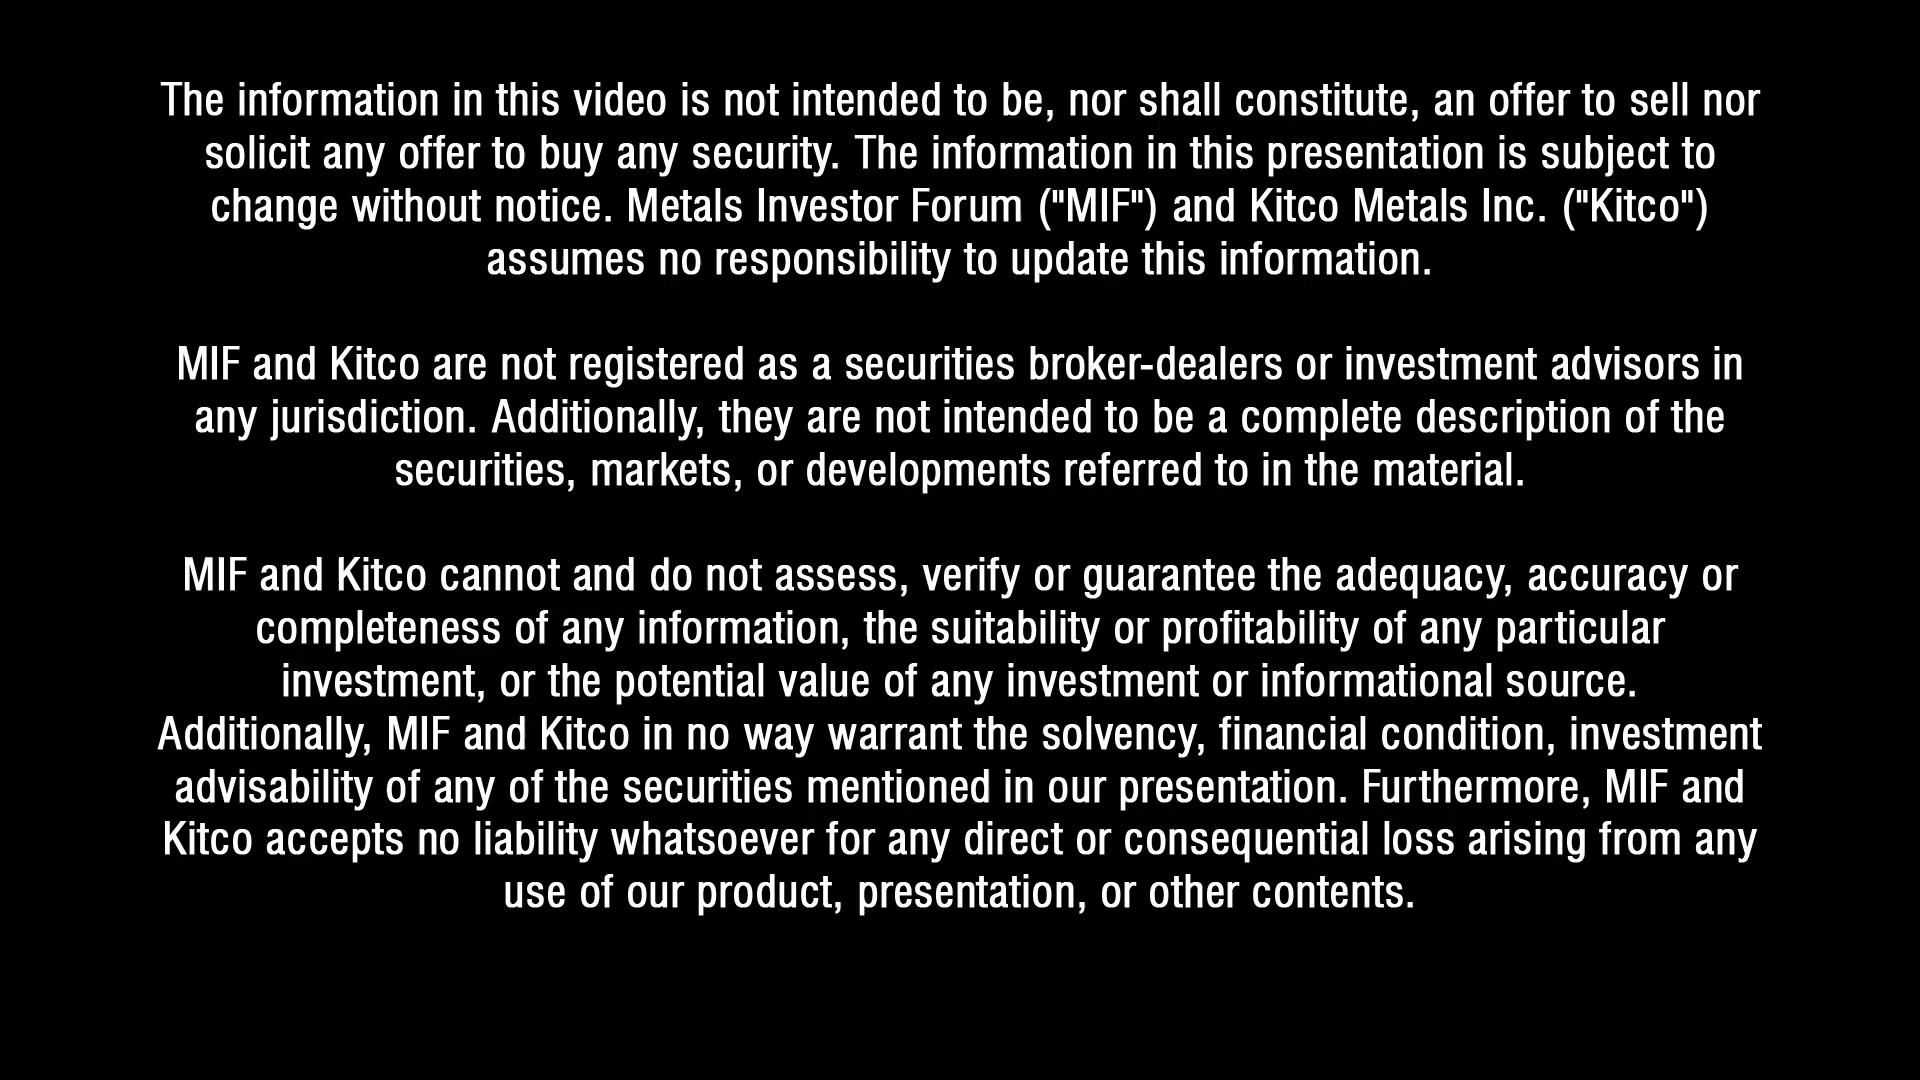 The information in this video is not intended to be, nor shall constitute, an offer to sell nor
solicit any offer to buy any security. The information in this presentation is subject to
change without notice. Metals Investor Forum ("MIF") and Kitco Metals Inc. ("Kitco")
assumes no responsibility to update this information.
MIF and Kitco are not registered as a securities broker-dealers or investment advisors in
any jurisdiction. Additionally, they are not intended to be a complete description of the
securities, markets, or developments referred to in the material.
MIF and Kitco cannot and do not assess, verify or guarantee the adequacy, accuracy or
completeness of any information, the suitability or profitability of any particular
investment, or the potential value of any investment or informational source.
Additionally, MIF and Kitco in no way warrant the solvency, financial condition, investment
advisability of any of the securities mentioned in our presentation. Furthermore, MIF and
Kitco accepts no liability whatsoever for any direct or consequential loss arising from any
use of our product, presentation, or other contents.